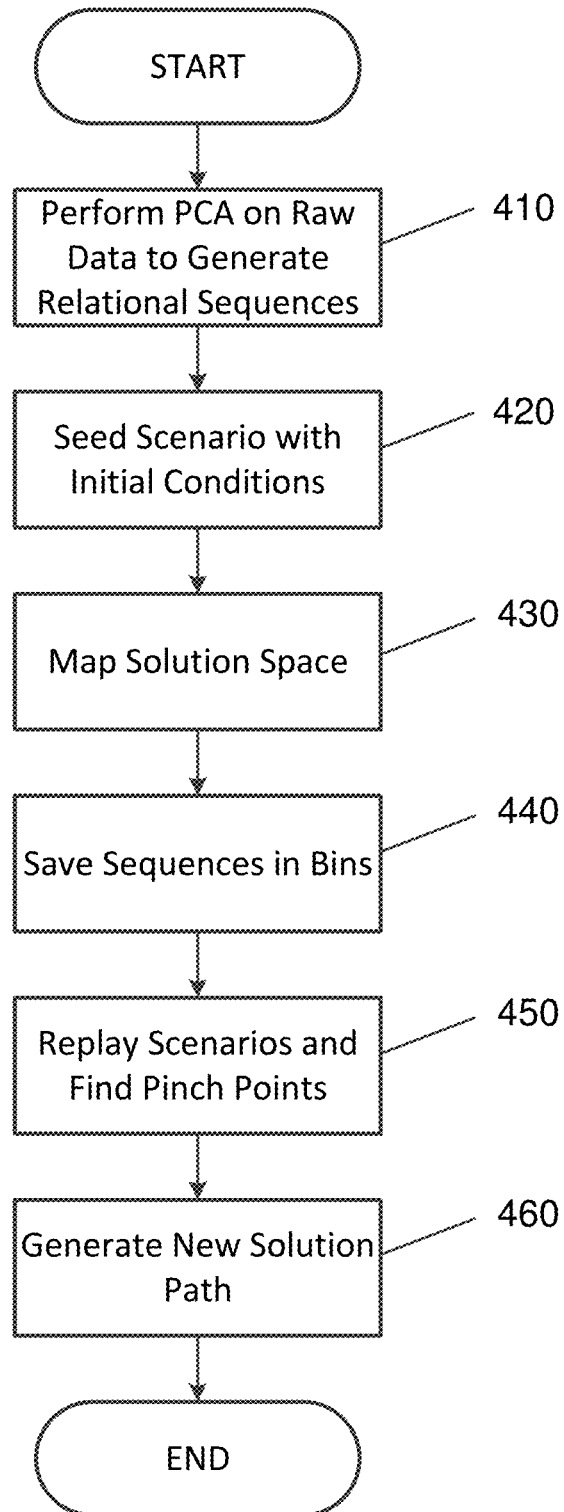 START
Perform PCA on Raw
Data to Generate
Relational Sequences
410
Seed Scenario with
Initial Conditions
420
Map Solution Space
430
Save Sequences in Bins
440
Replay Scenarios and
Find Pinch Points
450
Generate New Solution
Path
460
END